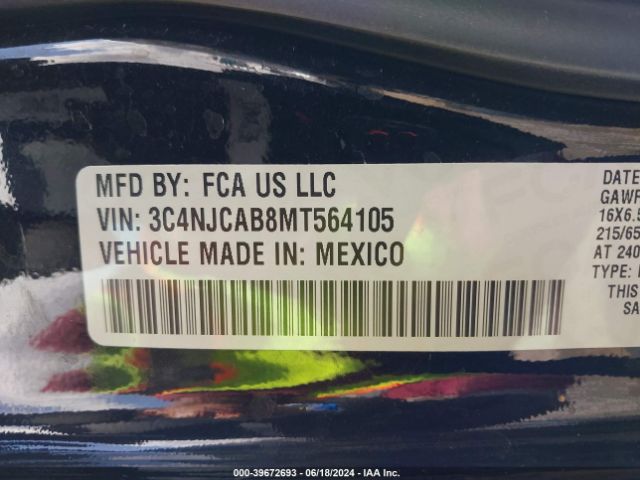 MFD BY: FCA US LLC
VIN: 3C4NJCAB8MT564105
VEHICLE MADE IN: MEXICO
DATE
GAWR
16X6.5
215/65
AT 240
TYPE:
THIS
SA
000-39672693 - 06/18/2024 - IAA Inc.